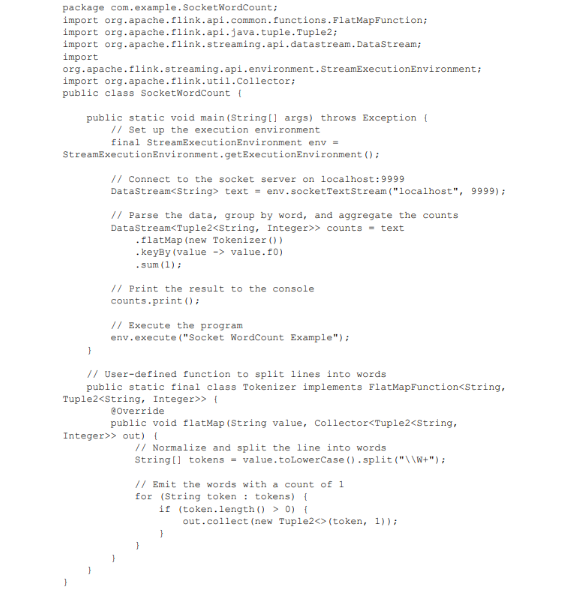 package com.example.SocketWordCount;
import org.apache.flink.api.common.functions.FlatMapFunction;
import org.apache.flink.api.java.tuple.Tuple2;
import org.apache.flink.streaming.api.datastream.DataStream;
import
org.apache.flink.streaming.api.environment.StreamExecutionEnvironment;
import org.apache.flink.util.Collector;
public class SocketWordCount {
    public static void main(String[] args) throws Exception {
        // Set up the execution environment
        final StreamExecutionEnvironment env =
StreamExecutionEnvironment.getExecutionEnvironment();
        // Connect to the socket server on localhost:9999
        DataStream<String> text = env.socketTextStream("localhost", 9999);
        // Parse the data, group by word, and aggregate the counts
        DataStream<Tuple2<String, Integer>> counts = text
            .flatMap(new Tokenizer())
            .keyBy(value -> value.f0)
            .sum(1);
        // Print the result to the console
        counts.print();
        // Execute the program
        env.execute("Socket WordCount Example");
    }
    // User-defined function to split lines into words
    public static final class Tokenizer implements FlatMapFunction<String,
Tuple2<String, Integer>> {
        @Override
        public void flatMap(String value, Collector<Tuple2<String,
Integer>> out) {
            // Normalize and split the line into words
            String[] tokens = value.toLowerCase().split("\\W+");
            // Emit the words with a count of 1
            for (String token : tokens) {
                if (token.length() > 0) {
                    out.collect(new Tuple2<>(token, 1));
                }
            }
        }
    }
}